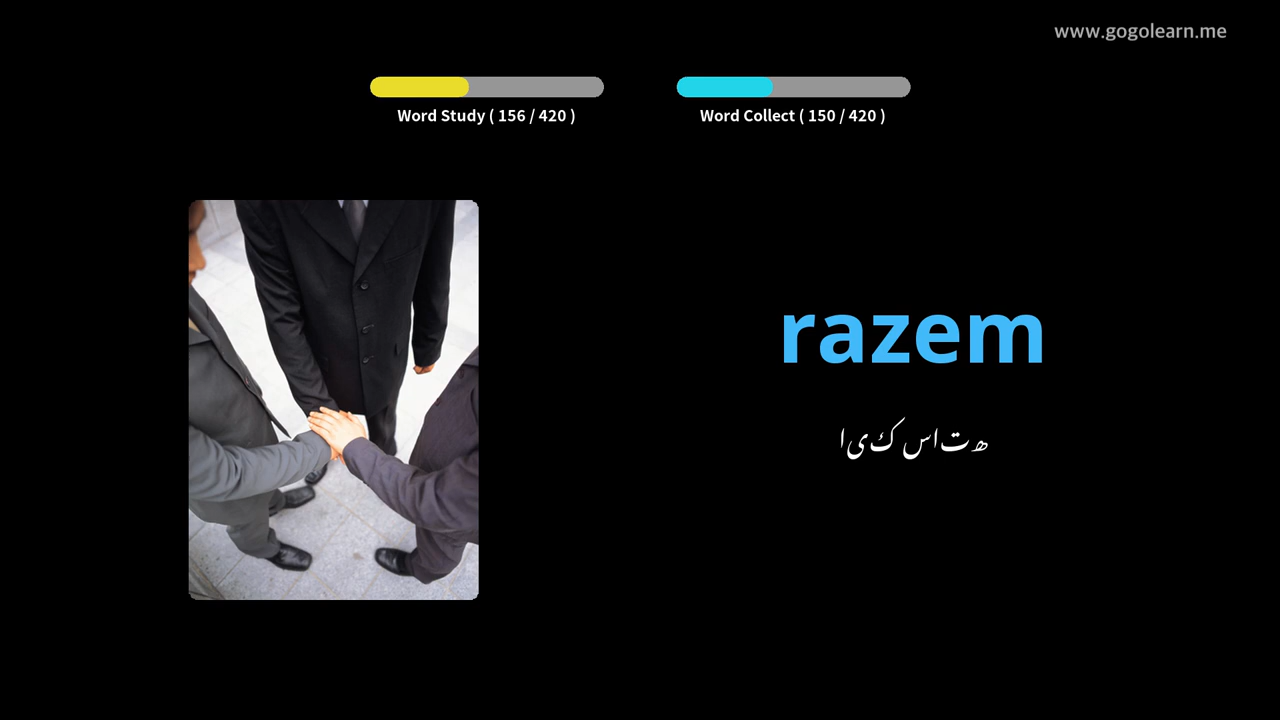 www.gogolearn.me
Word Study ( 156 / 420 )
Word Collect ( 150 / 420 )
razem
ایک ساتھ